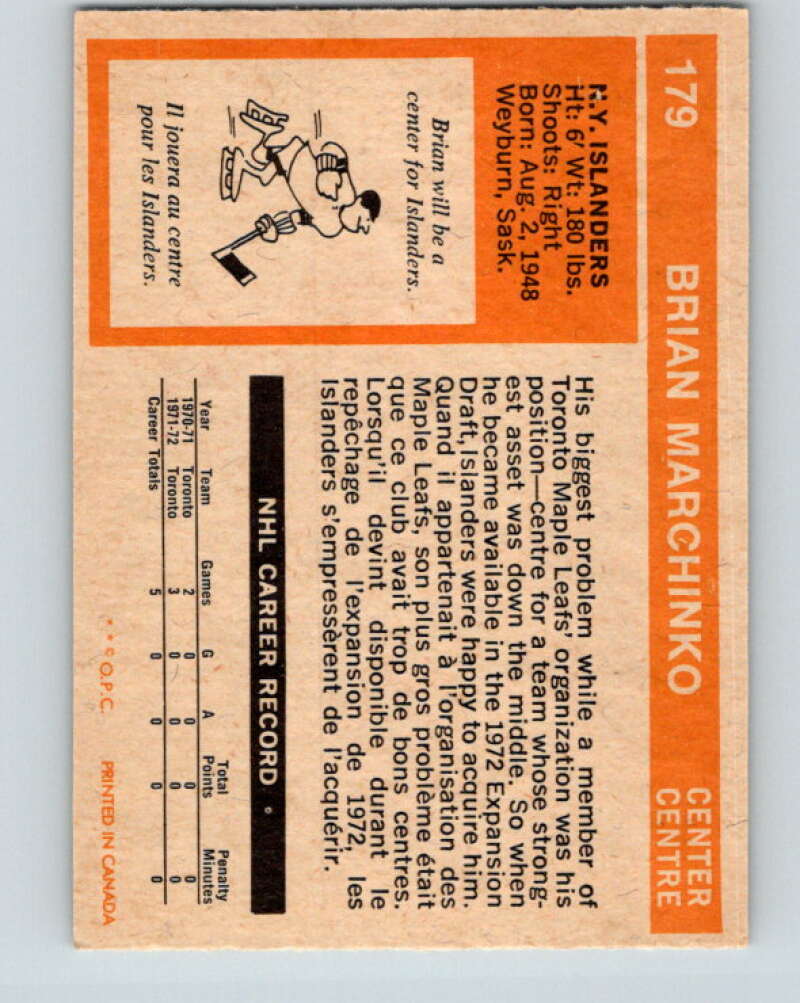 179 BRIAN MARCHINKO CENTER
CENTRE
N.Y. ISLANDERS
Ht: 6' Wt: 180 lbs.
Shoots: Right
Born: Aug. 2, 1948
Weyburn, Sask.
Brian will be a
center for Islanders.
Il jouera au centre
pour les Islanders.
His biggest problem while a member of
Toronto Maple Leafs' organization was his
position—centre for a team whose strong-
est asset was down the middle. So when
he became available in the 1972 Expansion
Draft, Islanders were happy to acquire him.
Quand il appartenait à l'organisation des
Maple Leafs, son plus gros problème était
que ce club avait trop de bons centres.
Lorsqu'il devint disponible durant le
repêchage de l'expansion de 1972, les
Islanders s'empressèrent de l'acquérir.
NHL CAREER RECORD •
Year Team Games G A Total Points Penalty Minutes
1970-71 Toronto 2 0 0 0 0
1971-72 Toronto 3 0 0 0 0
Career Totals 5 0 0 0 0
* * © O.P.C. PRINTED IN CANADA